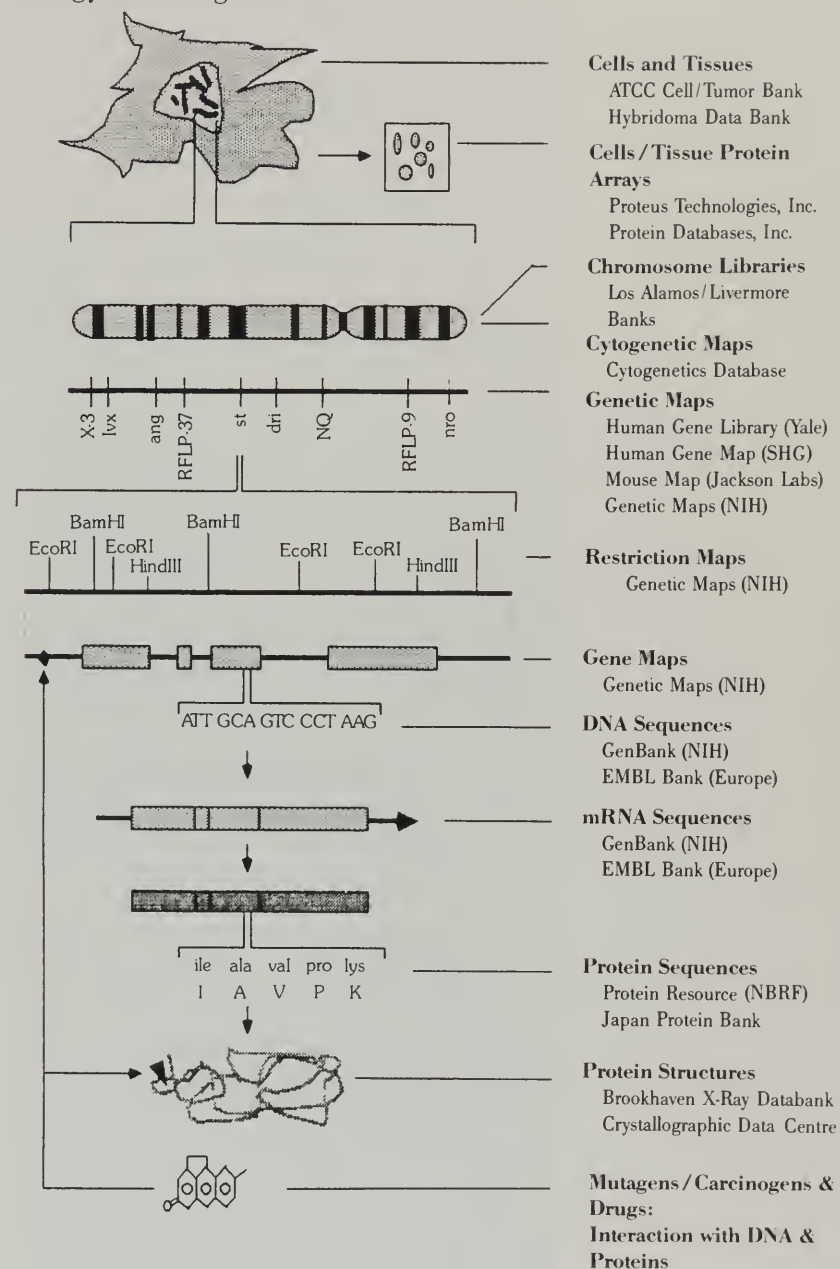 Cells and Tissues
ATCC Cell/Tumor Bank
Hybridoma Data Bank
Cells/Tissue Protein
Arrays
Proteus Technologies, Inc.
Protein Databases, Inc.
Chromosome Libraries
Los Alamos/Livermore
Banks
Cytogenetic Maps
Cytogenetics Database
X-3 Ivx ang RFLP-37 st dri NQ RFLP-9 nro
Genetic Maps
Human Gene Library (Yale)
Human Gene Map (SHG)
Mouse Map (Jackson Labs)
Genetic Maps (NIH)
BamHI BamHI BamHI
EcoRI EcoRI EcoRI EcoRI
HindIII HindIII
Restriction Maps
Genetic Maps (NIH)
Gene Maps
Genetic Maps (NIH)
ATT GCA GTC CCT AAG
DNA Sequences
GenBank (NIH)
EMBL Bank (Europe)
mRNA Sequences
GenBank (NIH)
EMBL Bank (Europe)
ile ala val pro lys
I A V P K
Protein Sequences
Protein Resource (NBRF)
Japan Protein Bank
Protein Structures
Brookhaven X-Ray Databank
Crystallographic Data Centre
Mutagens/Carcinogens &
Drugs:
Interaction with DNA &
Proteins